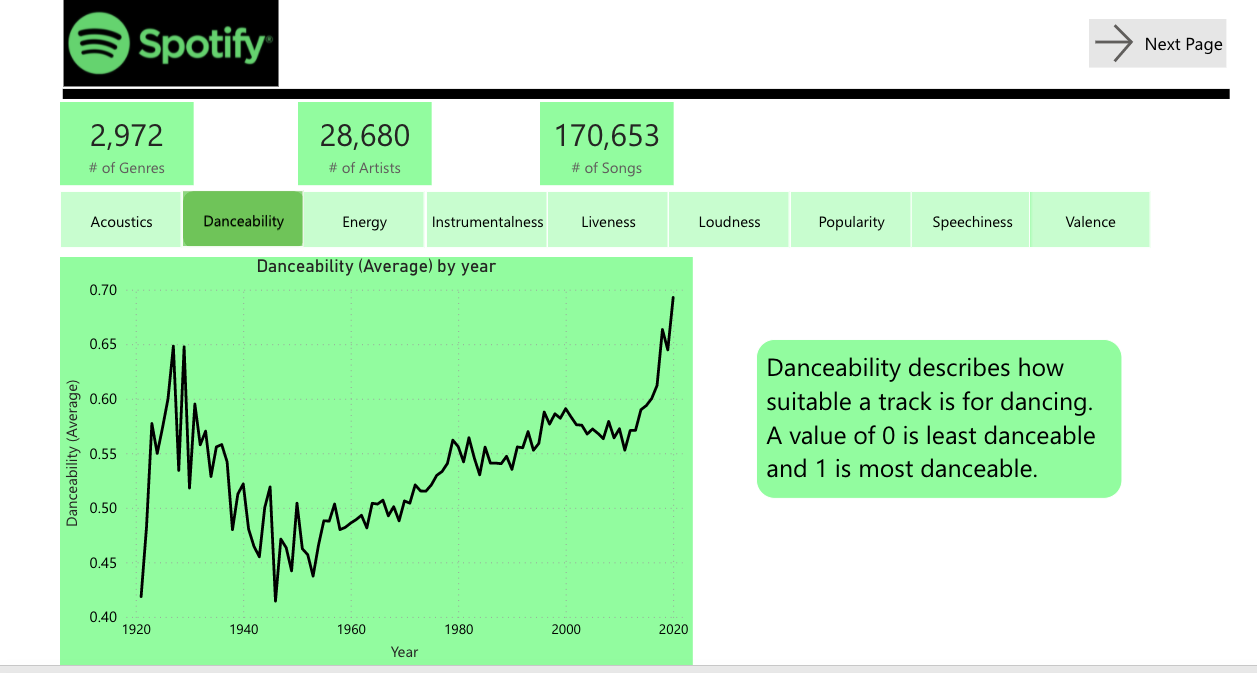 Spotify®
Next Page
2,972
# of Genres
28,680
# of Artists
170,653
# of Songs
Acoustics
Danceability
Energy
Instrumentalness
Liveness
Loudness
Popularity
Speechiness
Valence
Danceability (Average) by year
Danceability (Average)
0.70
0.65
0.60
0.55
0.50
0.45
0.40
1920
1940
1960
1980
2000
2020
Year
Danceability describes how
suitable a track is for dancing.
A value of 0 is least danceable
and 1 is most danceable.